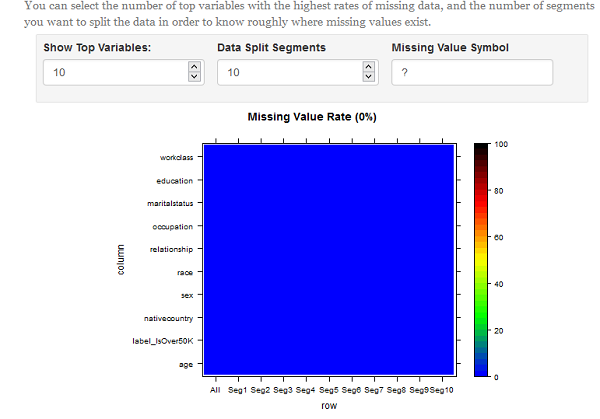 You can select the number of top variables with the highest rates of missing data, and the number of segments
you want to split the data in order to know roughly where missing values exist.
Show Top Variables: Data Split Segments Missing Value Symbol
10 10 ?
Missing Value Rate (0%)
workclass
education
maritalstatus
occupation
relationship
race
sex
nativecountry
label_IsOver50K
age
column
100
80
60
40
20
0
All Seg1 Seg2 Seg3 Seg4 Seg5 Seg6 Seg7 Seg8 Seg9 Seg10
row